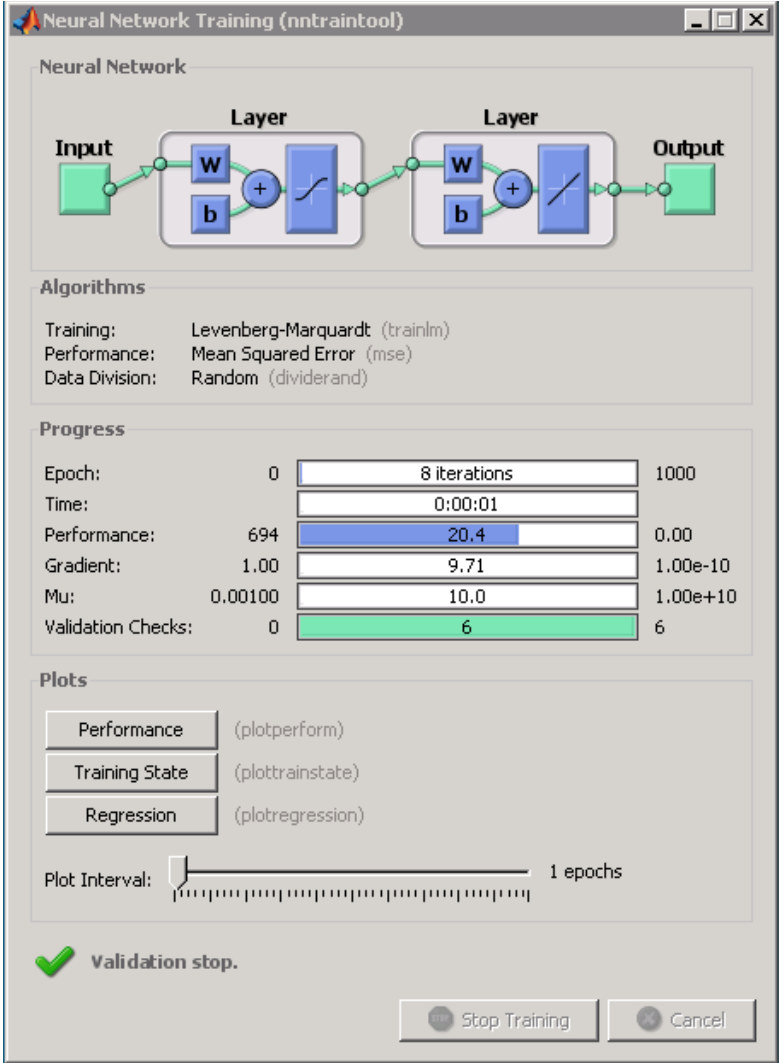 Neural Network Training (nntraintool)
Neural Network
Layer Layer
Input Output
W W
+ +
b b
Algorithms
Training: Levenberg-Marquardt (trainlm)
Performance: Mean Squared Error (mse)
Data Division: Random (dividerand)
Progress
Epoch: 0 8 iterations 1000
Time: 0:00:01
Performance: 694 20.4 0.00
Gradient: 1.00 9.71 1.00e-10
Mu: 0.00100 10.0 1.00e+10
Validation Checks: 0 6 6
Plots
Performance (plotperform)
Training State (plottrainstate)
Regression (plotregression)
Plot Interval: 1 epochs
Validation stop.
STOP Stop Training Cancel